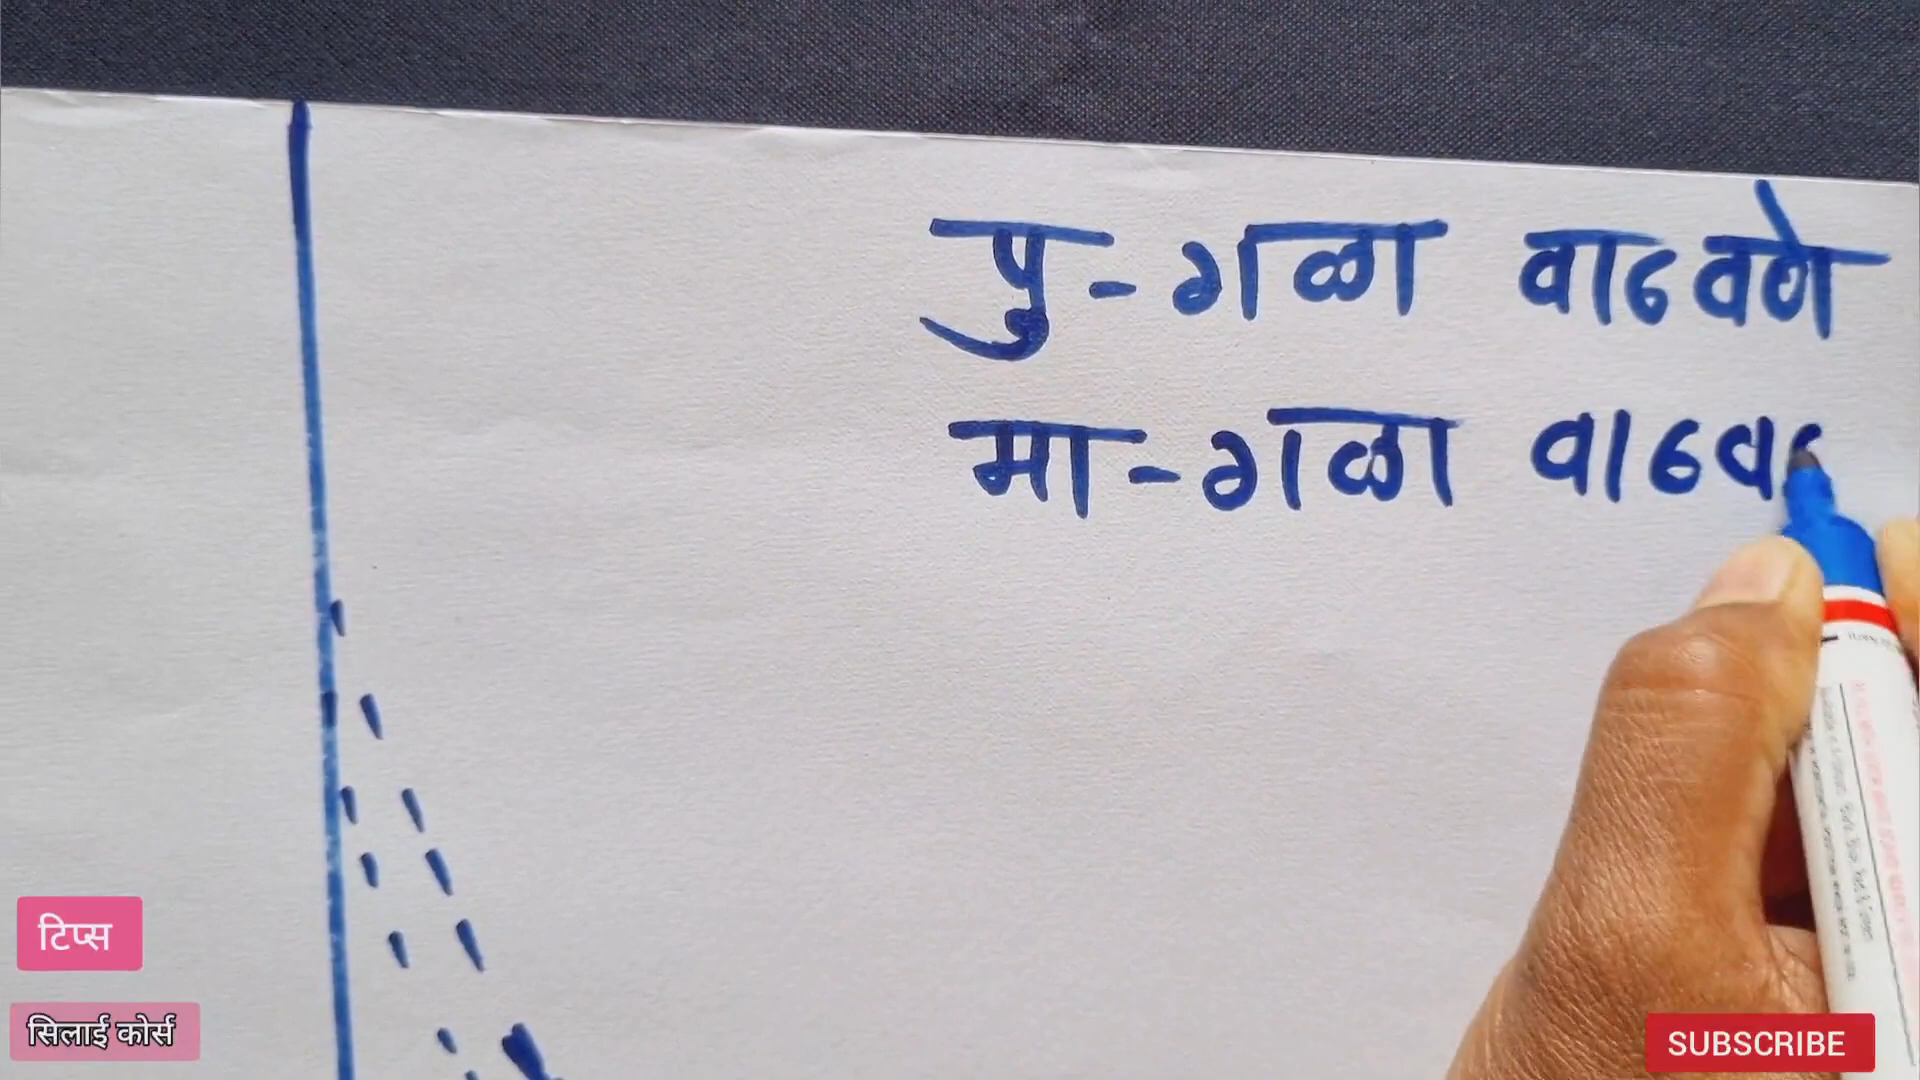 पु-गळा वाढवणे
मा-गळा वाढव
टिप्स
सिलाई कोर्स
SUBSCRIBE